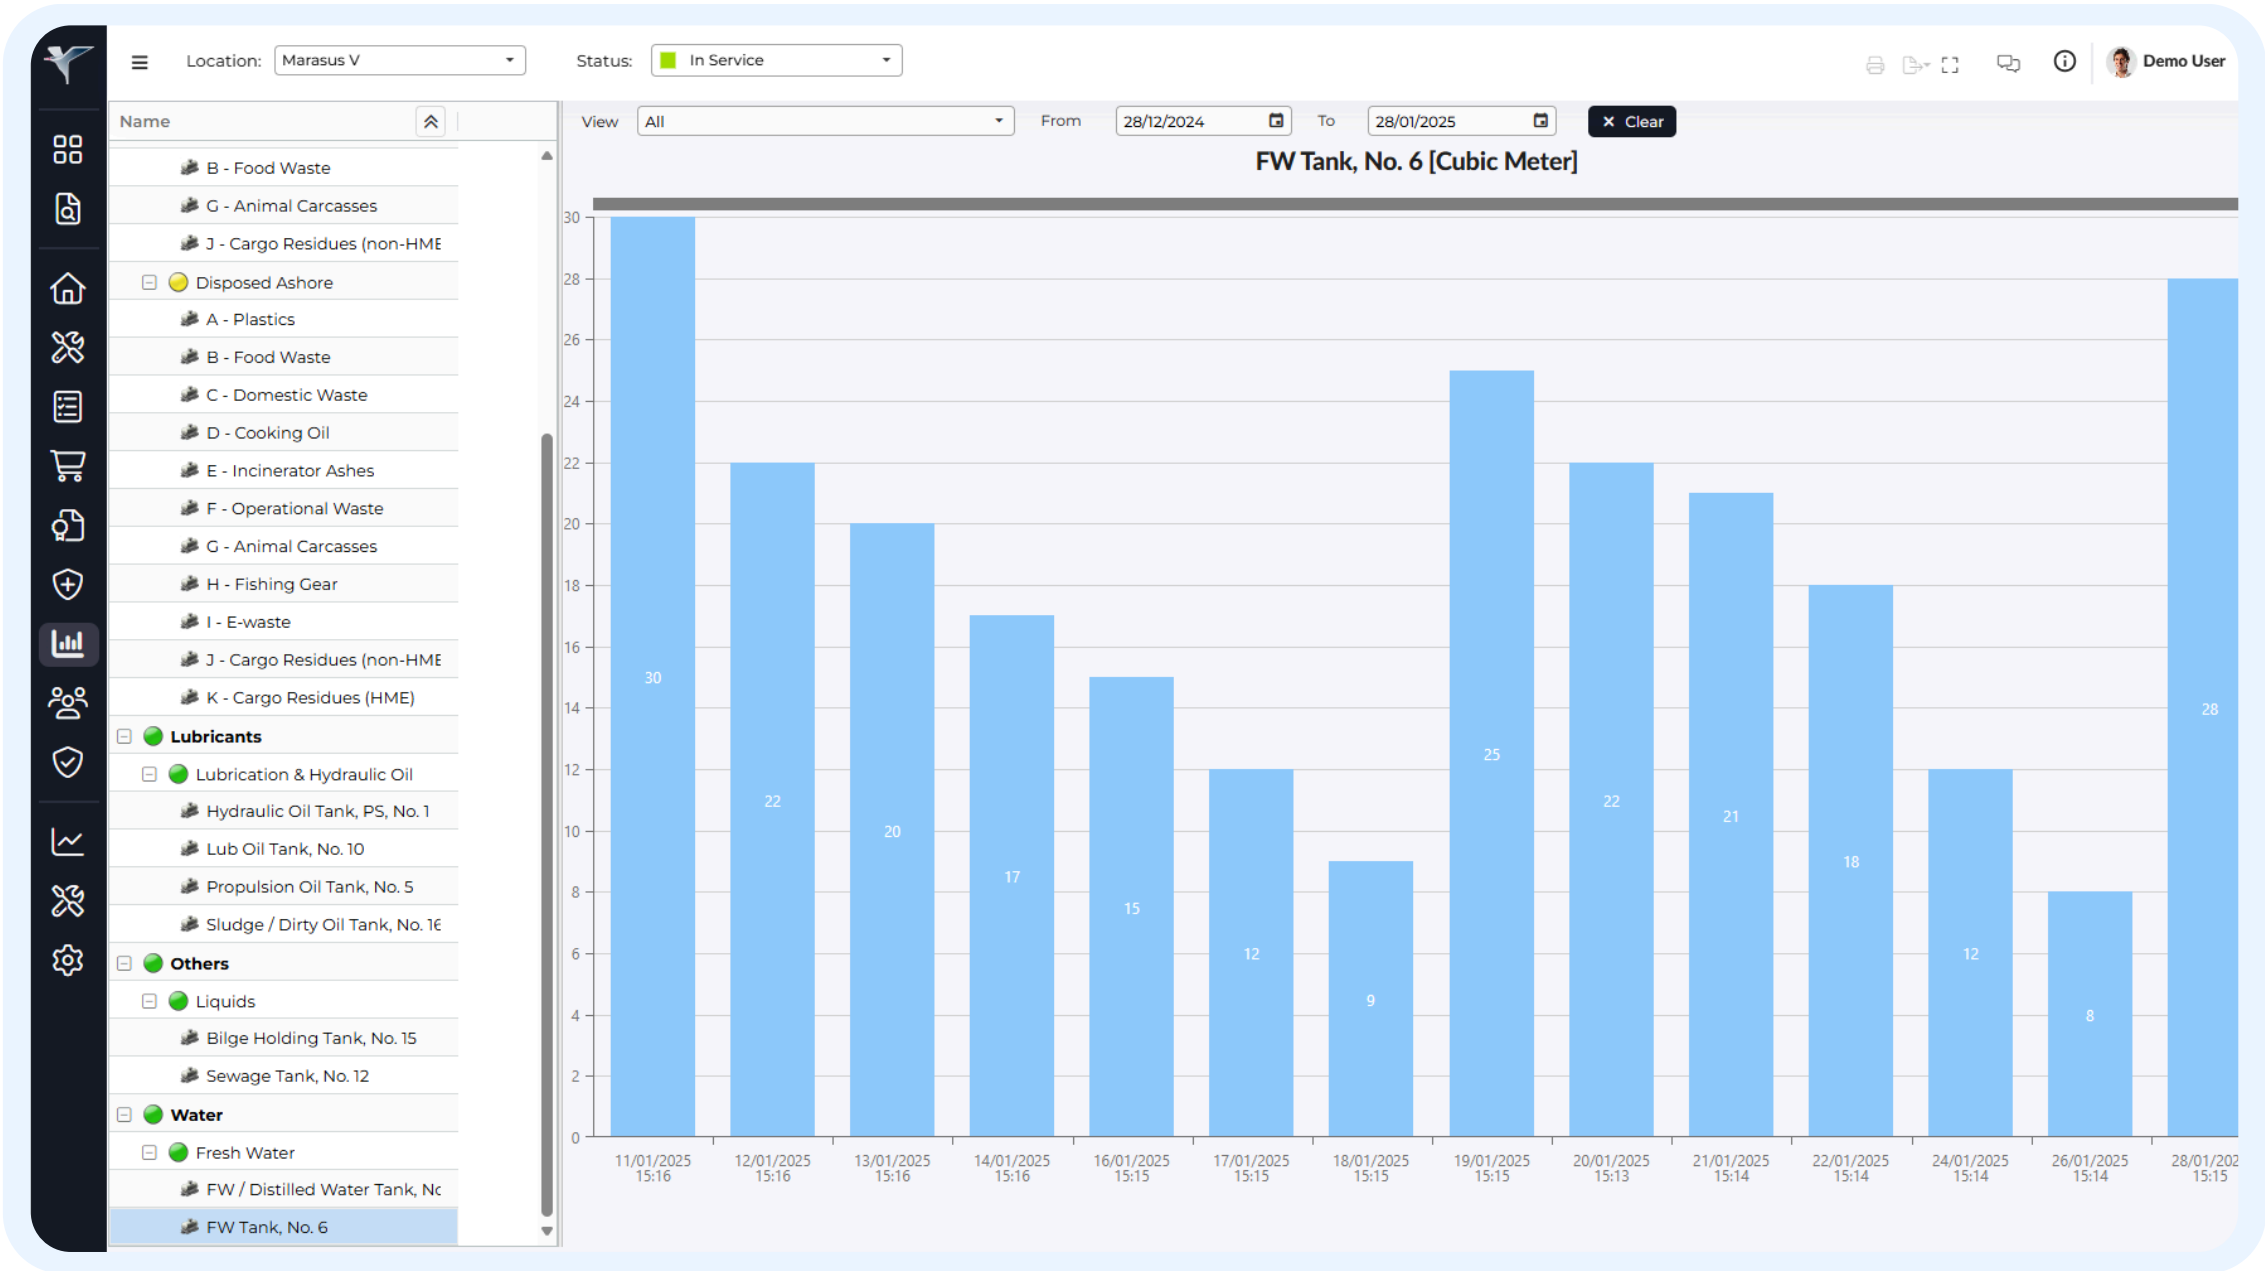 Location:
Marasus V
Status:
In Service
Demo User
Name
View
All
From
28/12/2024
To
28/01/2025
Clear
B - Food Waste
G - Animal Carcasses
J - Cargo Residues (non-HME
Disposed Ashore
A - Plastics
B - Food Waste
C - Domestic Waste
D - Cooking Oil
E - Incinerator Ashes
F - Operational Waste
G - Animal Carcasses
H - Fishing Gear
I - E-waste
J - Cargo Residues (non-HME
K - Cargo Residues (HME)
Lubricants
Lubrication & Hydraulic Oil
Hydraulic Oil Tank, PS, No. 1
Lub Oil Tank, No. 10
Propulsion Oil Tank, No. 5
Sludge / Dirty Oil Tank, No. 16
Others
Liquids
Bilge Holding Tank, No. 15
Sewage Tank, No. 12
Water
Fresh Water
FW / Distilled Water Tank, No
FW Tank, No. 6
FW Tank, No. 6 [Cubic Meter]
30
28
26
24
22
20
18
16
14
12
10
8
6
4
2
0
30
22
20
17
15
12
9
25
22
21
18
12
8
28
11/01/2025
15:16
12/01/2025
15:16
13/01/2025
15:16
14/01/2025
15:16
16/01/2025
15:15
17/01/2025
15:15
18/01/2025
15:15
19/01/2025
15:15
20/01/2025
15:13
21/01/2025
15:14
22/01/2025
15:14
24/01/2025
15:14
26/01/2025
15:14
28/01/202
15:15